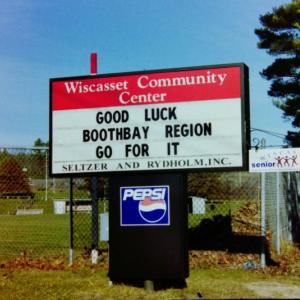 Wiscasset Community
Center
GOOD LUCK
BOOTHBAY REGION
GO FOR IT
SELTZER AND RYDHOLM, INC.
PEPSI
senior